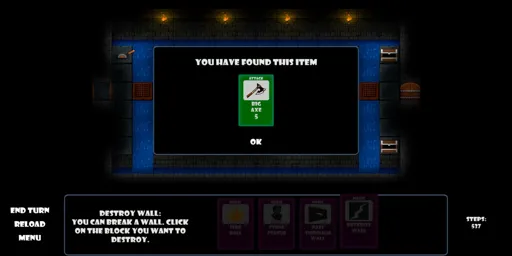 YOU HAVE FOUND THIS ITEM
ATTACK
BIG
AXE
5
OK
END TURN
RELOAD
MENU
DESTROY WALL:
YOU CAN BREAK A WALL. CLICK
ON THE BLOCK YOU WANT TO
DESTROY.
STEPS:
527